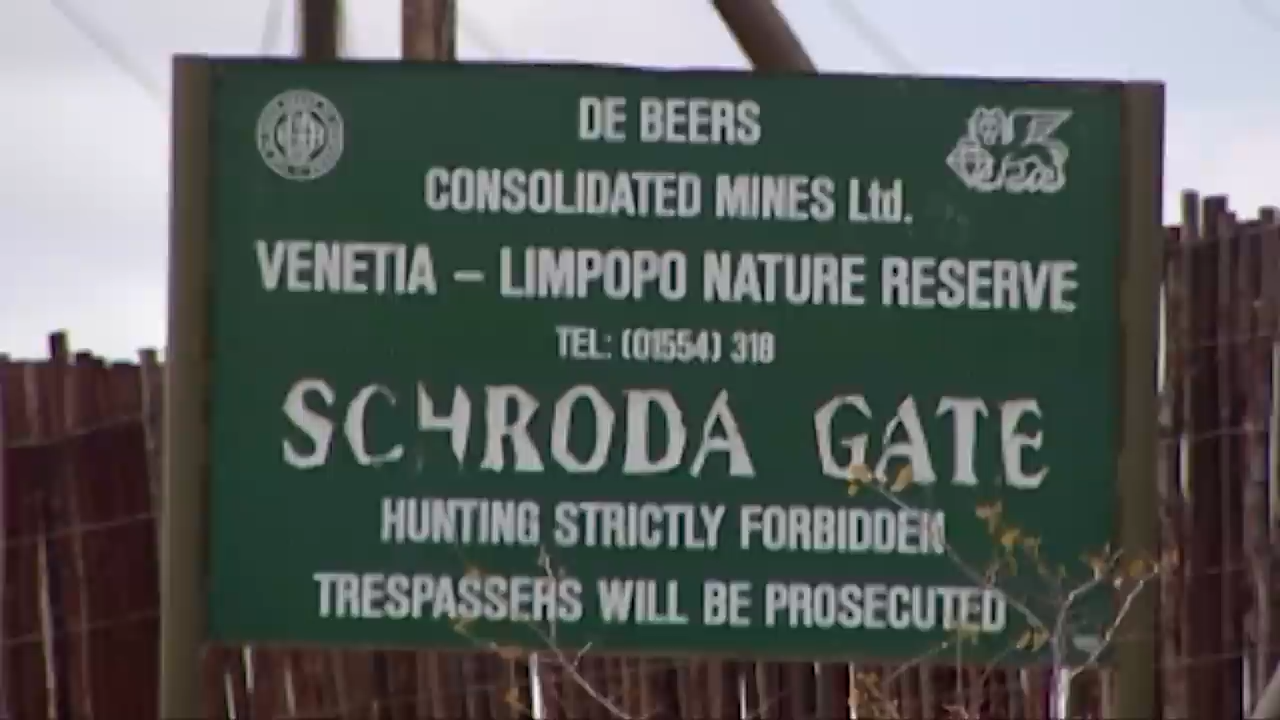 DE BEERS
CONSOLIDATED MINES Ltd.
VENETIA – LIMPOPO NATURE RESERVE
TEL: (01554) 318
SCHRODA GATE
HUNTING STRICTLY FORBIDDEN
TRESPASSERS WILL BE PROSECUTED